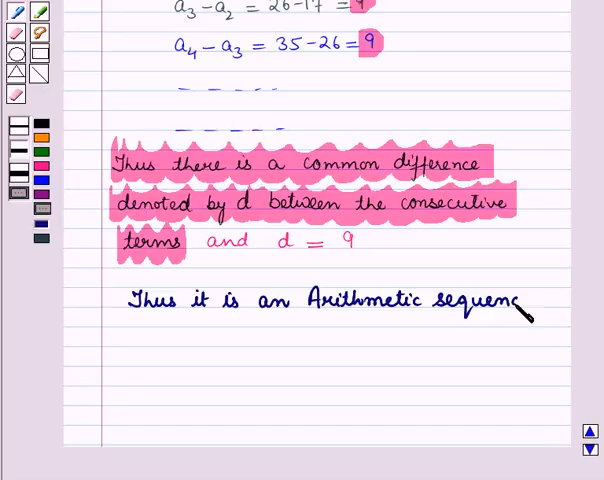 a₃ - a₂ = 26-17 = 9
a₄ - a₃ = 35-26 = 9
Thus there is a common difference
denoted by d between the consecutive
terms and d = 9
Thus it is an Arithmetic sequenc